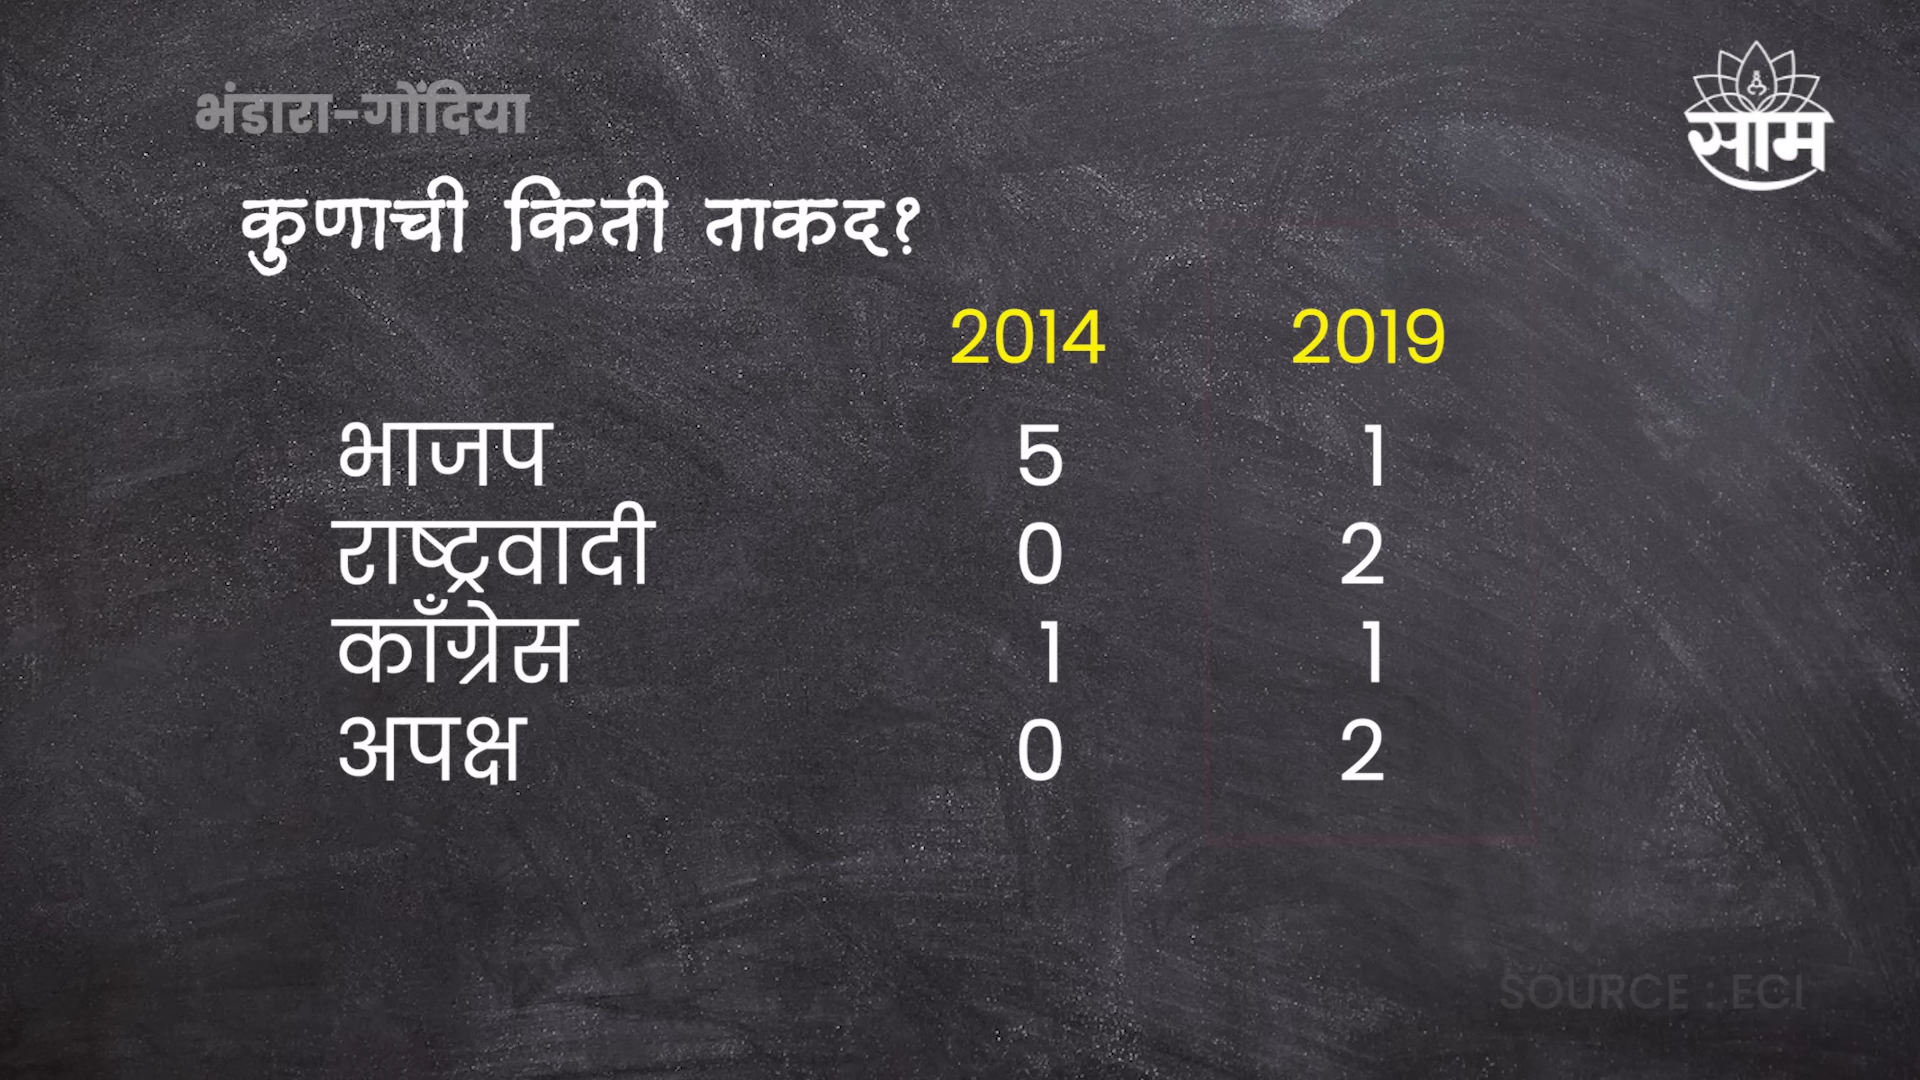 भंडारा-गोंदिया
साम
कुणाची किती ताकद?
2014 2019
भाजप 5 1
राष्ट्रवादी 0 2
काँग्रेस 1 1
अपक्ष 0 2
SOURCE : ECI